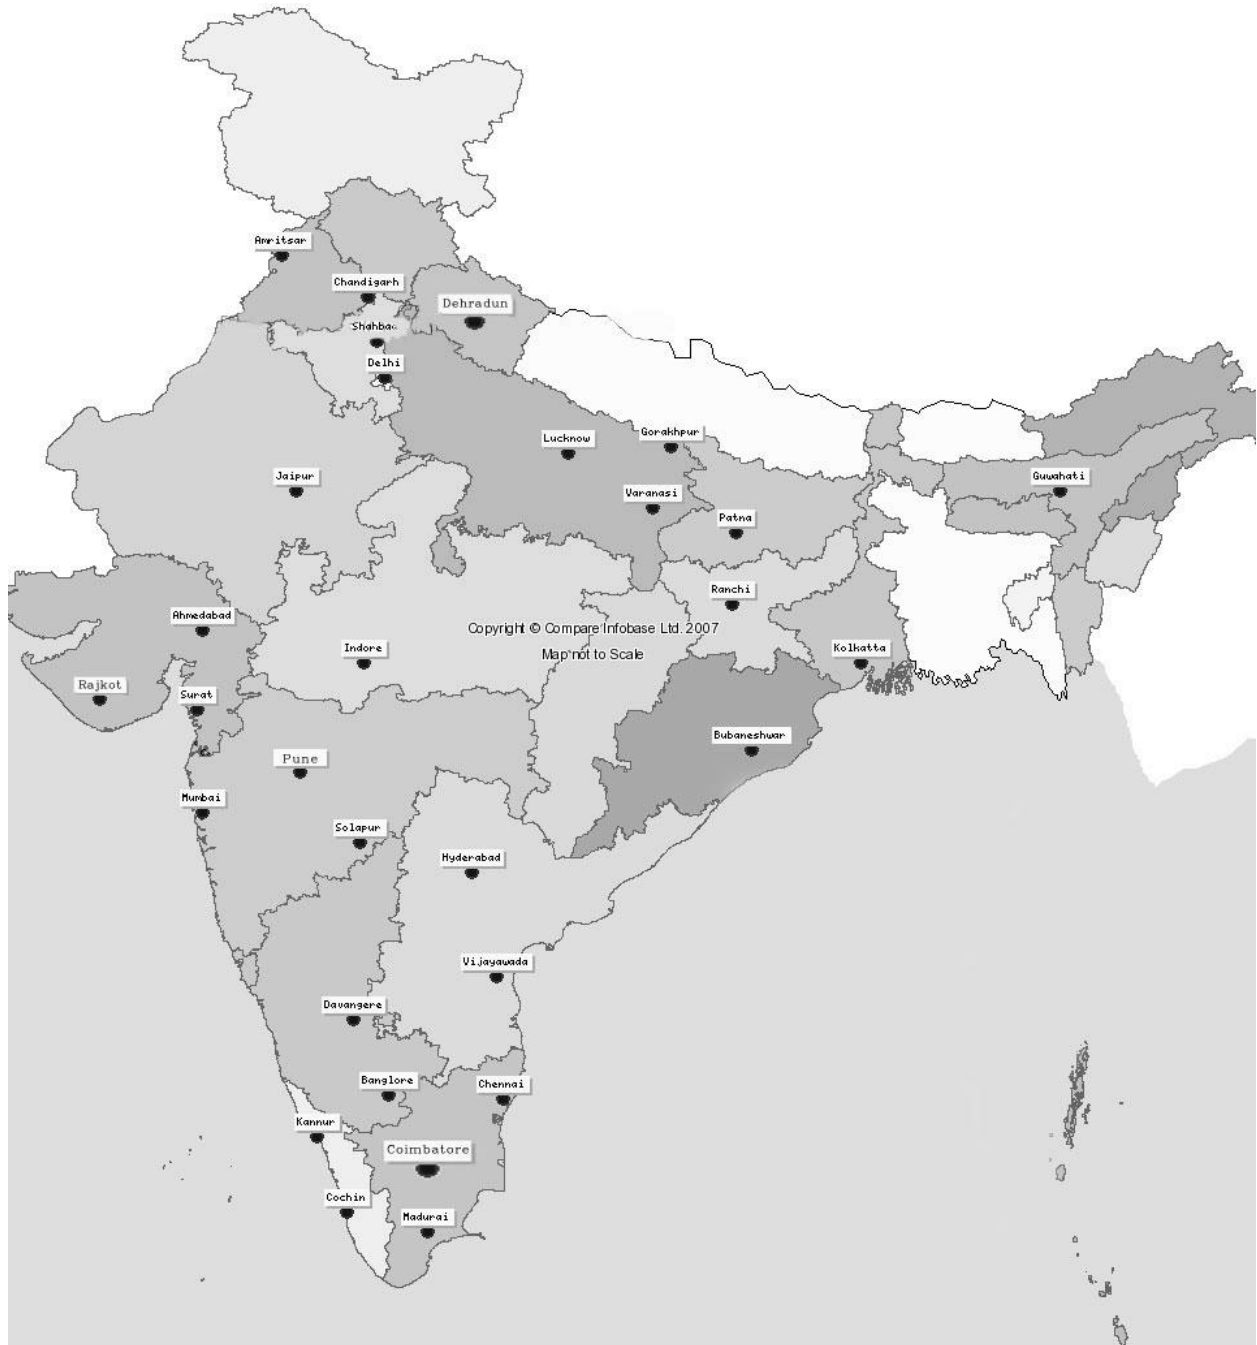 Amritsar
Chandigarh
Dehradun
Shahbad
Delhi
Gorakhpur
Lucknow
Guwahati
Jaipur
Varanasi
Patna
Ranchi
Ahmedabad
Copyright © Compare Infobase Ltd. 2007
Indore
Kolkatta
Map not to Scale
Rajkot
Surat
Bubaneshwar
Pune
Mumbai
Solapur
Hyderabad
Vijayawada
Davangere
Banglore
Chennai
Kannur
Coimbatore
Cochin
Madurai